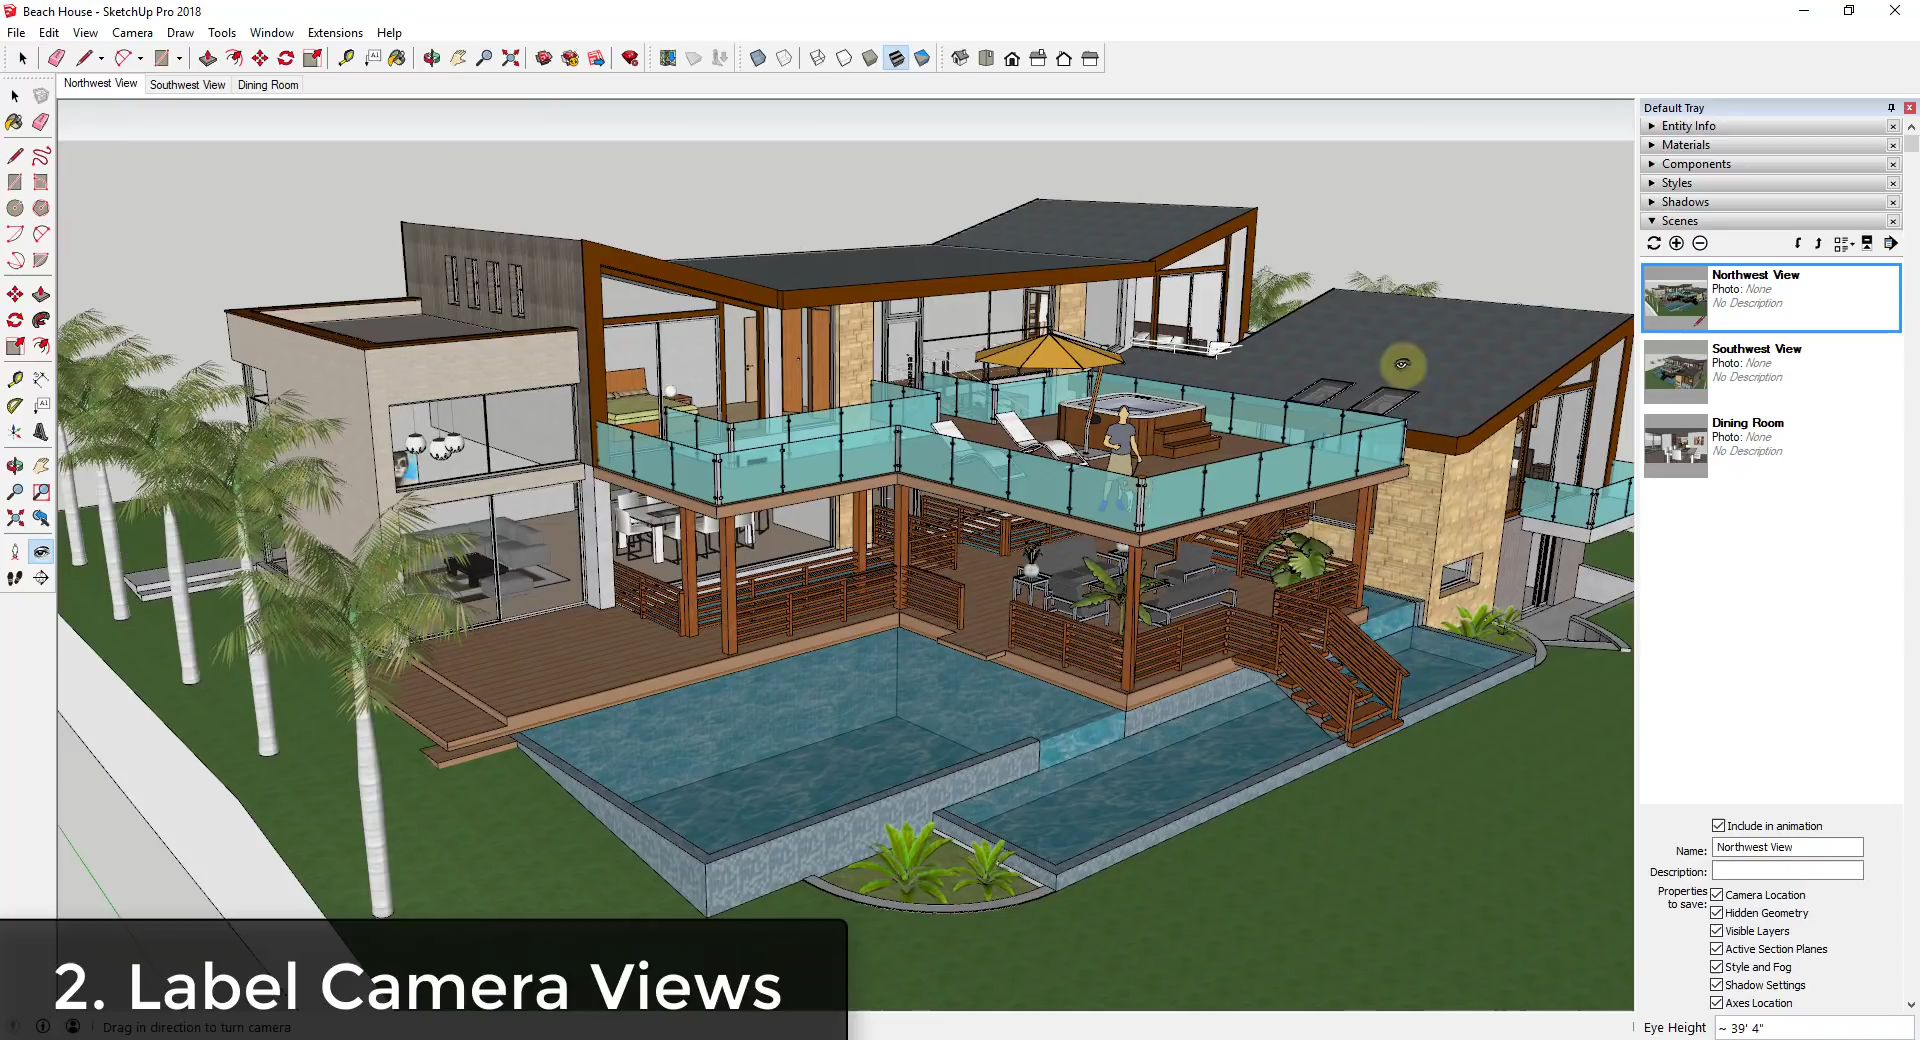 Beach House - SketchUp Pro 2018
File Edit View Camera Draw Tools Window Extensions Help
Northwest View Southwest View Dining Room
Default Tray
Entity Info
Materials
Components
Styles
Shadows
Scenes
Northwest View
Photo: None
No Description
Southwest View
Photo: None
No Description
Dining Room
Photo: None
No Description
Include in animation
Name: Northwest View
Description:
Properties to save:
Camera Location
Hidden Geometry
Visible Layers
Active Section Planes
Style and Fog
Shadow Settings
Axes Location
2. Label Camera Views
Drag in direction to turn camera
Eye Height ~ 39' 4"